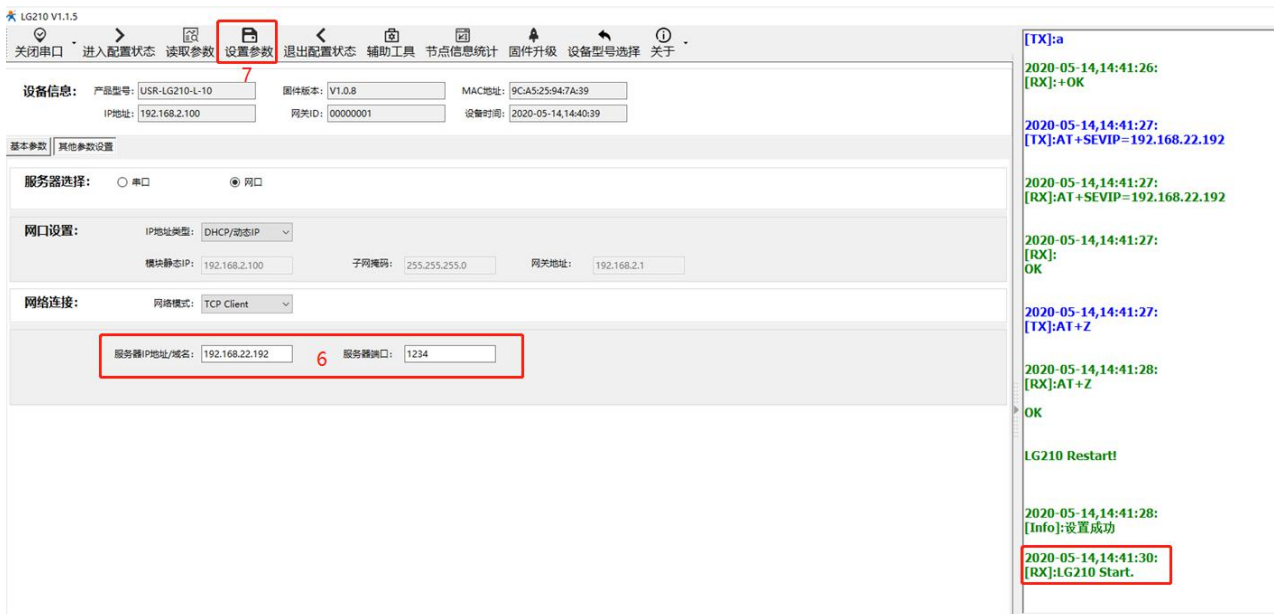 LG210 V1.1.5
关闭串口 进入配置状态 读取参数 设置参数 退出配置状态 辅助工具 节点信息统计 固件升级 设备型号选择 关于
7
设备信息： 产品型号： USR-LG210-L-10 固件版本： V1.0.8 MAC地址： 9C:A5:25:94:7A:39
IP地址： 192.168.2.100 网关ID： 00000001 设备时间： 2020-05-14,14:40:39
基本参数 其他参数设置
服务器选择： 串口 网口
网口设置： IP地址类型： DHCP/动态IP
模块静态IP： 192.168.2.100 子网掩码： 255.255.255.0 网关地址： 192.168.2.1
网络连接： 网络模式： TCP Client
服务器IP地址/域名： 192.168.22.192 6 服务器端口： 1234
[TX]:a
2020-05-14,14:41:26:
[RX]:+OK
2020-05-14,14:41:27:
[TX]:AT+SEVIP=192.168.22.192
2020-05-14,14:41:27:
[RX]:AT+SEVIP=192.168.22.192
2020-05-14,14:41:27:
[RX]:
OK
2020-05-14,14:41:27:
[TX]:AT+Z
2020-05-14,14:41:28:
[RX]:AT+Z
OK
LG210 Restart!
2020-05-14,14:41:28:
[Info]:设置成功
2020-05-14,14:41:30:
[RX]:LG210 Start.